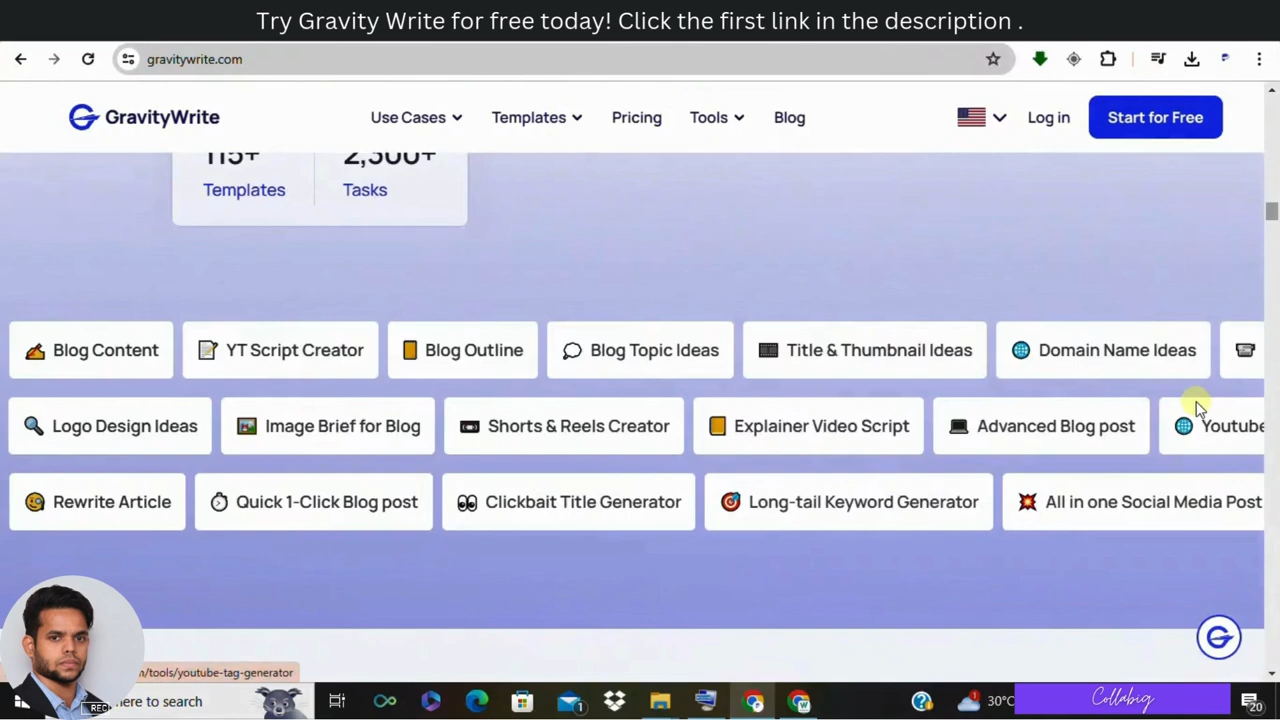 Try Gravity Write for free today! Click the first link in the description .
gravitywrite.com
GravityWrite
Use Cases
Templates
Pricing
Tools
Blog
Log in
Start for Free
115+
2,300+
Templates
Tasks
Blog Content
YT Script Creator
Blog Outline
Blog Topic Ideas
Title & Thumbnail Ideas
Domain Name Ideas
Logo Design Ideas
Image Brief for Blog
Shorts & Reels Creator
Explainer Video Script
Advanced Blog post
Youtube
Rewrite Article
Quick 1-Click Blog post
Clickbait Title Generator
Long-tail Keyword Generator
All in one Social Media Post
m/tools/youtube-tag-generator
REC
here to search
1
1
30°C
Collabig
20